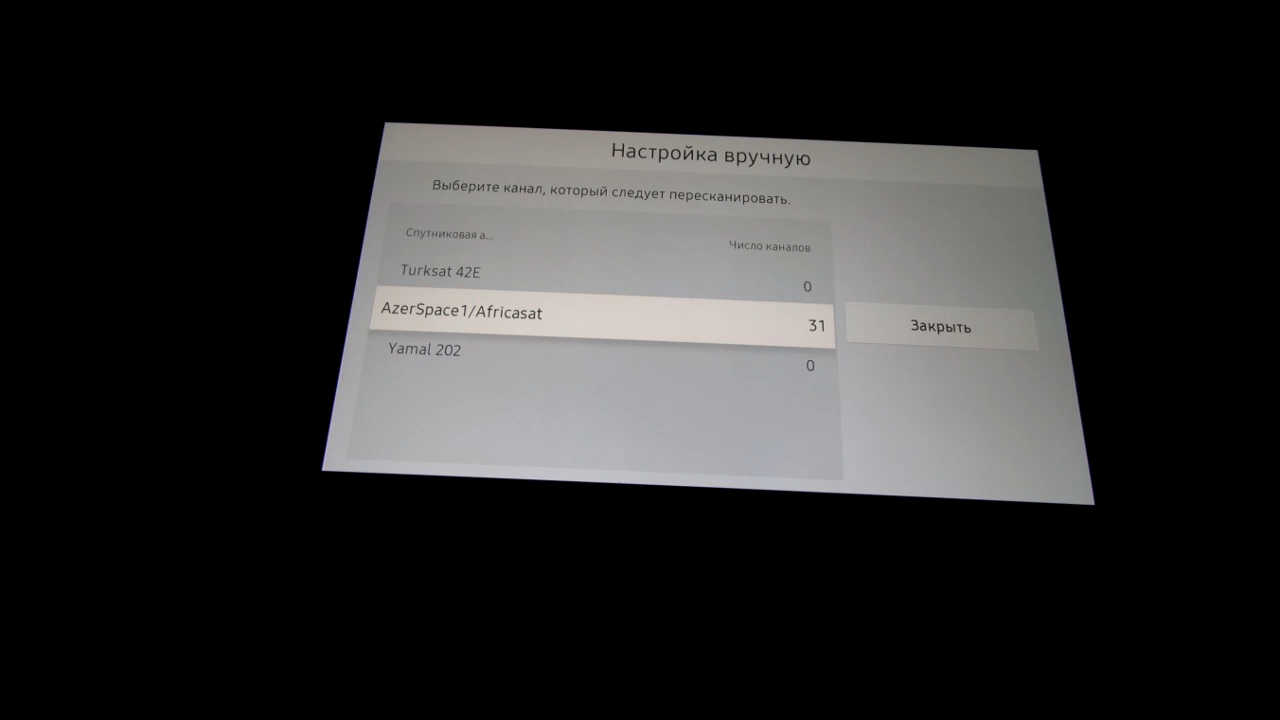 Настройка вручную
Выберите канал, который следует пересканировать.
Спутниковая а... Число каналов
Turksat 42E 0
AzerSpace1/Africasat 31
Закрыть
Yamal 202 0